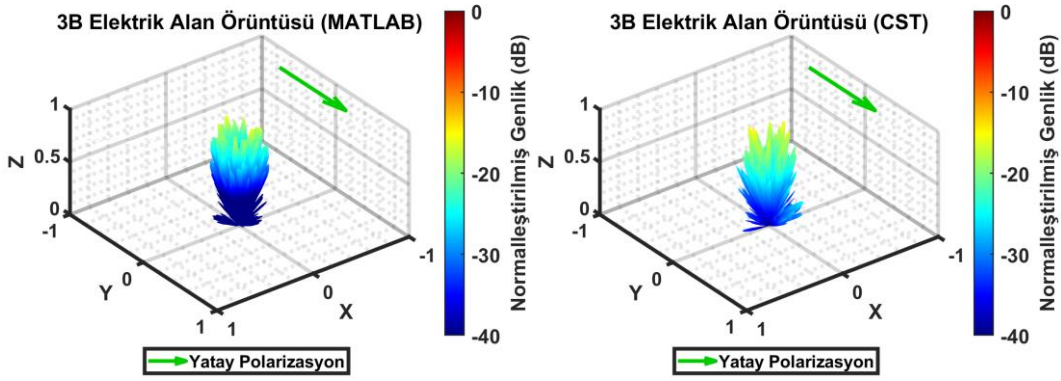 3B Elektrik Alan Örüntüsü (MATLAB)
1
0.5
0
Z
-1
0
1
Y
1
0
-1
X
0
-10
-20
-30
-40
Normalleştirilmiş Genlik (dB)
Yatay Polarizasyon
3B Elektrik Alan Örüntüsü (CST)
1
0.5
0
Z
-1
0
1
Y
1
0
-1
X
0
-10
-20
-30
-40
Normalleştirilmiş Genlik (dB)
Yatay Polarizasyon